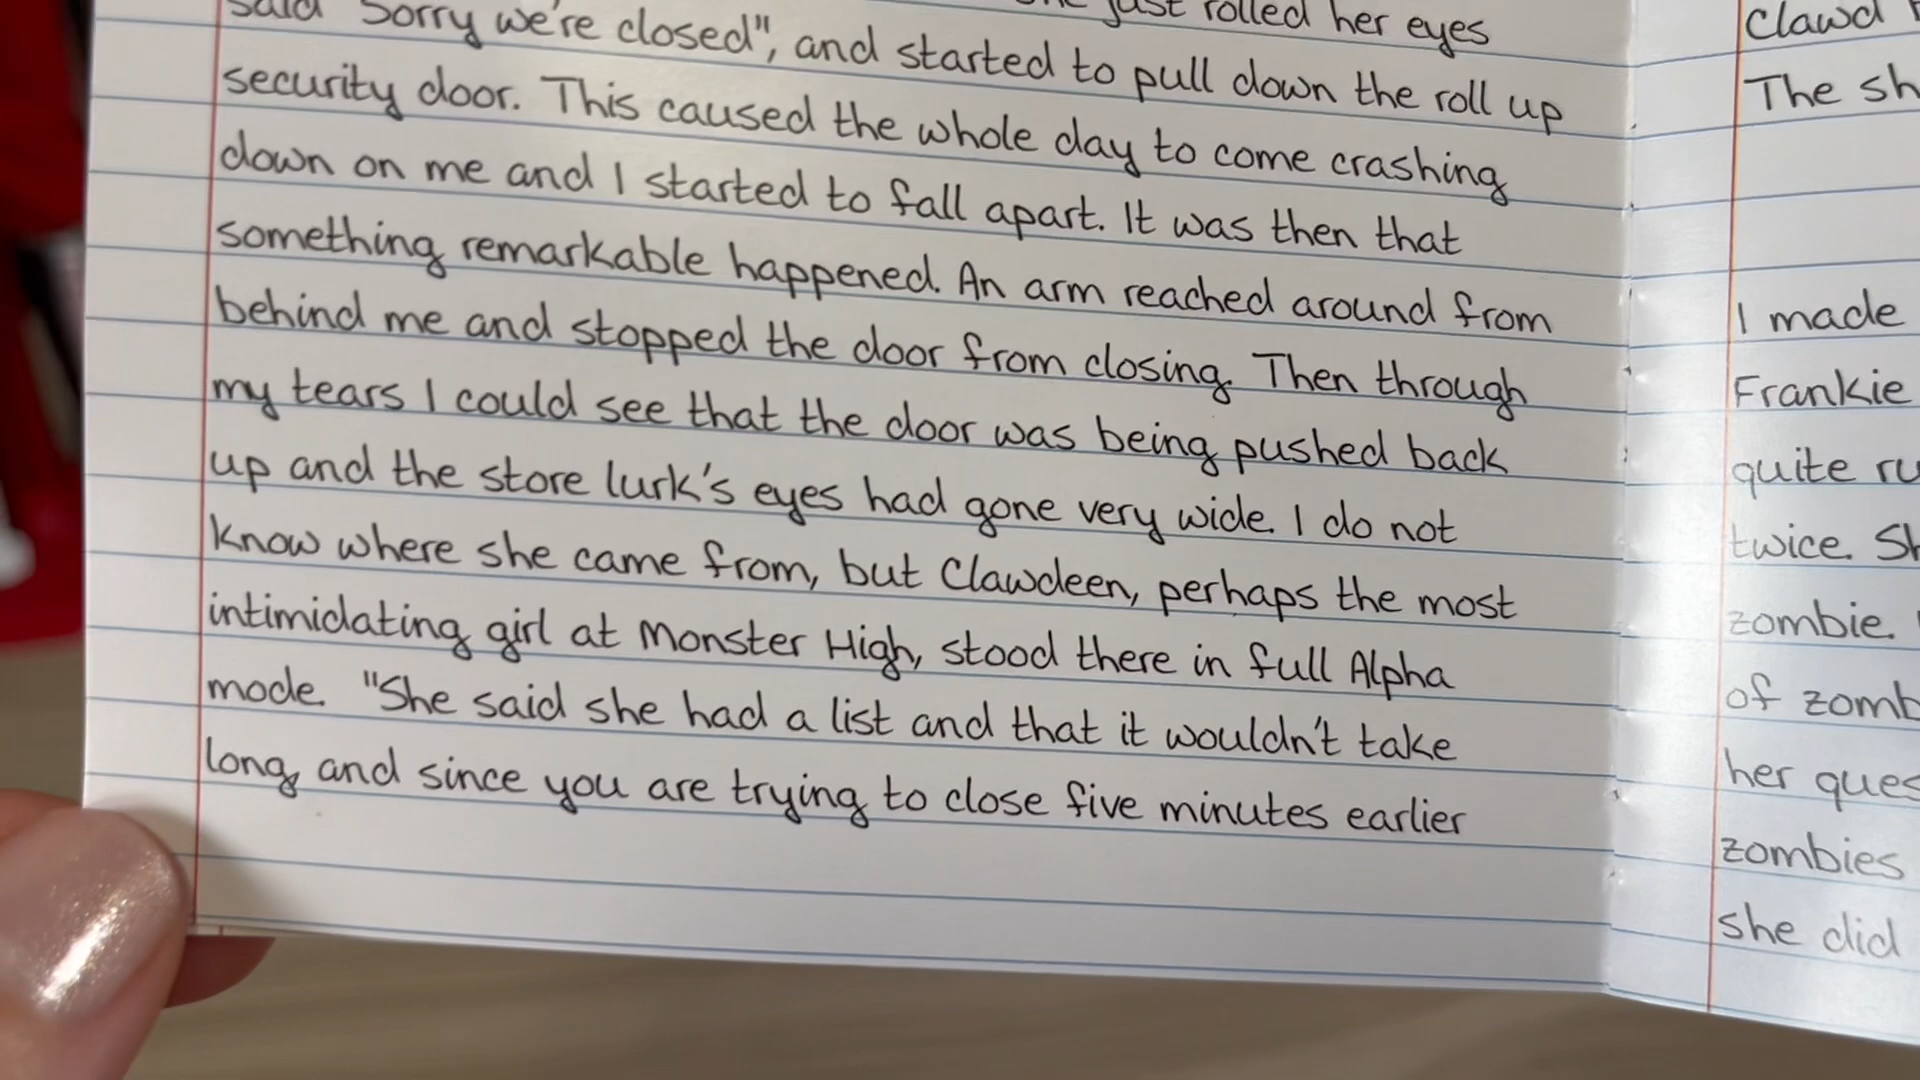 just rolled her eyes
said "Sorry we're closed", and started to pull down the roll up
security door. This caused the whole day to come crashing
down on me and I started to fall apart. It was then that
something remarkable happened. An arm reached around from
behind me and stopped the door from closing. Then through
my tears I could see that the door was being pushed back
up and the store lurk's eyes had gone very wide. I do not
know where she came from, but Clawdeen, perhaps the most
intimidating girl at Monster High, stood there in full Alpha
mode. "She said she had a list and that it wouldn't take
long, and since you are trying to close five minutes earlier
Clawd
The
I made
Frankie
quite
twice.
zombie.
of
her
zombies
she did